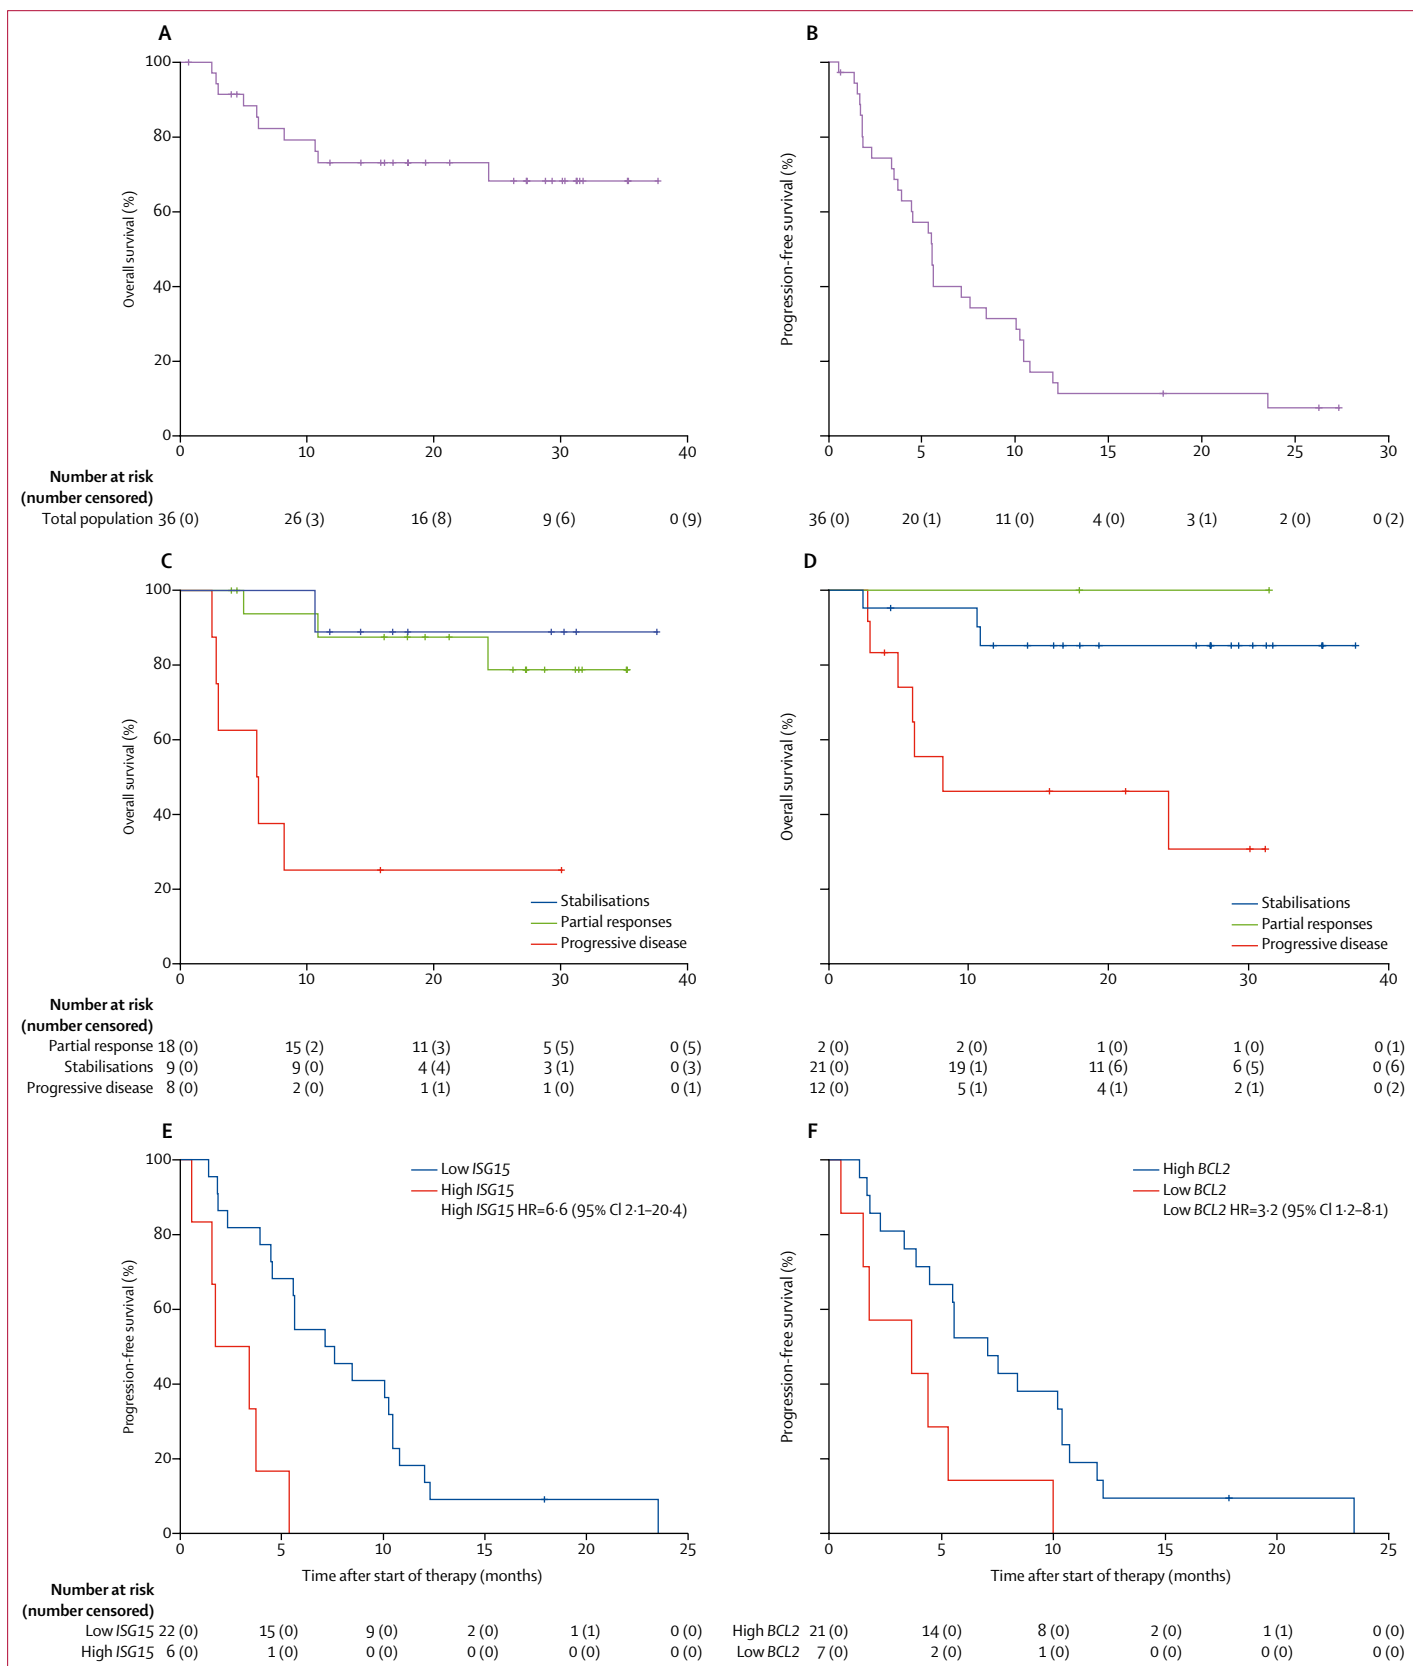 A
B
100
80
60
40
20
0
Overall survival (%)
0 10 20 30 40
Progression-free survival (%)
0 5 10 15 20 25 30
Number at risk
(number censored)
Total population 36 (0) 26 (3) 16 (8) 9 (6) 0 (9) 36 (0) 20 (1) 11 (0) 4 (0) 3 (1) 2 (0) 0 (2)
C
D
100
80
60
40
20
0
Overall survival (%)
Stabilisations
Partial responses
Progressive disease
0 10 20 30 40
Overall survival (%)
Stabilisations
Partial responses
Progressive disease
0 10 20 30 40
Number at risk
(number censored)
Partial response 18 (0) 15 (2) 11 (3) 5 (5) 0 (5) 2 (0) 2 (0) 1 (0) 1 (0) 0 (1)
Stabilisations 9 (0) 9 (0) 4 (4) 3 (1) 0 (3) 21 (0) 19 (1) 11 (6) 6 (5) 0 (6)
Progressive disease 8 (0) 2 (0) 1 (1) 1 (0) 0 (1) 12 (0) 5 (1) 4 (1) 2 (1) 0 (2)
E
F
100
80
60
40
20
0
Progression-free survival (%)
Low ISG15
High ISG15
High ISG15 HR=6·6 (95% CI 2·1–20·4)
0 5 10 15 20 25
Time after start of therapy (months)
Progression-free survival (%)
High BCL2
Low BCL2
Low BCL2 HR=3·2 (95% CI 1·2–8·1)
0 5 10 15 20 25
Time after start of therapy (months)
Number at risk
(number censored)
Low ISG15 22 (0) 15 (0) 9 (0) 2 (0) 1 (1) 0 (0) High BCL2 21 (0) 14 (0) 8 (0) 2 (0) 1 (1) 0 (0)
High ISG15 6 (0) 1 (0) 0 (0) 0 (0) 0 (0) 0 (0) Low BCL2 7 (0) 2 (0) 1 (0) 0 (0) 0 (0) 0 (0)